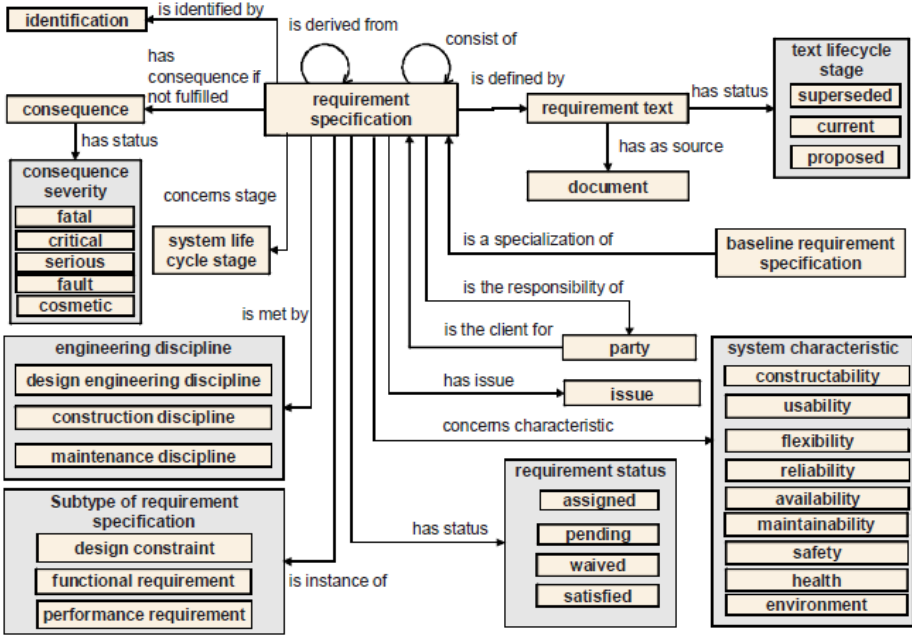 is identified by
identification
is derived from
consist of
has
consequence if
not fulfilled
is defined by
text lifecycle
stage
has status
superseded
current
proposed
consequence
requirement
specification
requirement text
has status
has as source
document
consequence
severity
fatal
critical
serious
fault
cosmetic
concerns stage
system life
cycle stage
is a specialization of
baseline requirement
specification
is the responsibility of
is met by
is the client for
party
engineering discipline
design engineering discipline
construction discipline
maintenance discipline
has issue
issue
concerns characteristic
system characteristic
constructability
usability
flexibility
reliability
availability
maintainability
safety
health
environment
requirement status
assigned
pending
waived
satisfied
has status
Subtype of requirement
specification
design constraint
functional requirement
performance requirement
is instance of